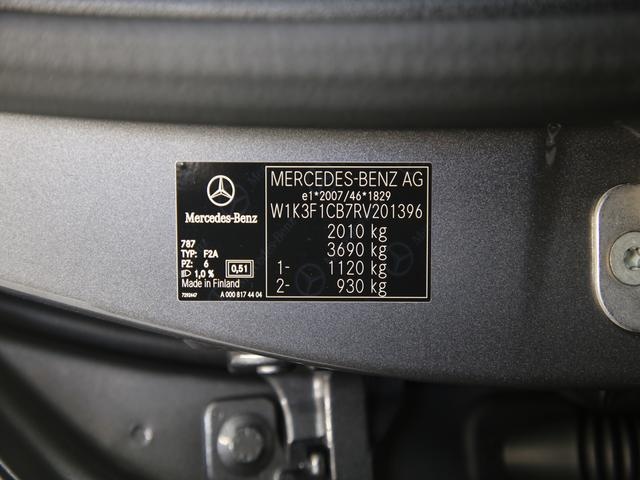 MERCEDES-BENZ AG
e1*2007/46*1829
W1K3F1CB7RV201396
2010 kg
3690 kg
1- 1120 kg
2- 930 kg
Mercedes-Benz
787
TYP: F2A
PZ: 6
1,0 % 0,51
Made in Finland
7292647 A 000 817 44 04